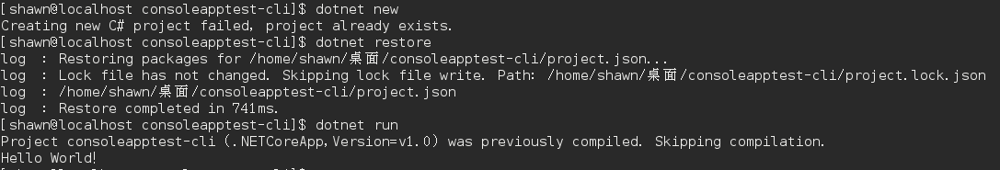 [shawn@localhost consoleapptest-cli]$ dotnet new
Creating new C# project failed, project already exists.
[shawn@localhost consoleapptest-cli]$ dotnet restore
log  : Restoring packages for /home/shawn/桌面/consoleapptest-cli/project.json...
log  : Lock file has not changed. Skipping lock file write. Path: /home/shawn/桌面/consoleapptest-cli/project.lock.json
log  : /home/shawn/桌面/consoleapptest-cli/project.json
log  : Restore completed in 741ms.
[shawn@localhost consoleapptest-cli]$ dotnet run
Project consoleapptest-cli (.NETCoreApp,Version=v1.0) was previously compiled. Skipping compilation.
Hello World!